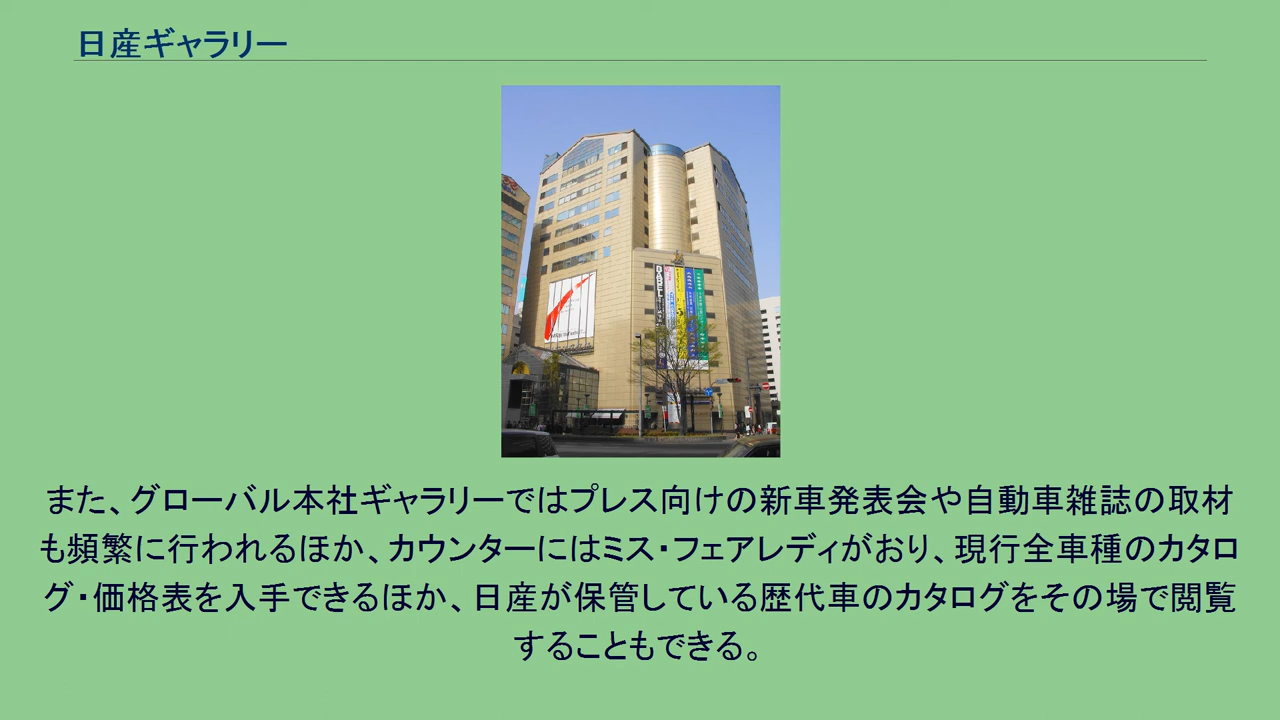 日産ギャラリー
また、グローバル本社ギャラリーではプレス向けの新車発表会や自動車雑誌の取材
も頻繁に行われるほか、カウンターにはミス・フェアレディがおり、現行全車種のカタロ
グ・価格表を入手できるほか、日産が保管している歴代車のカタログをその場で閲覧
することもできる。